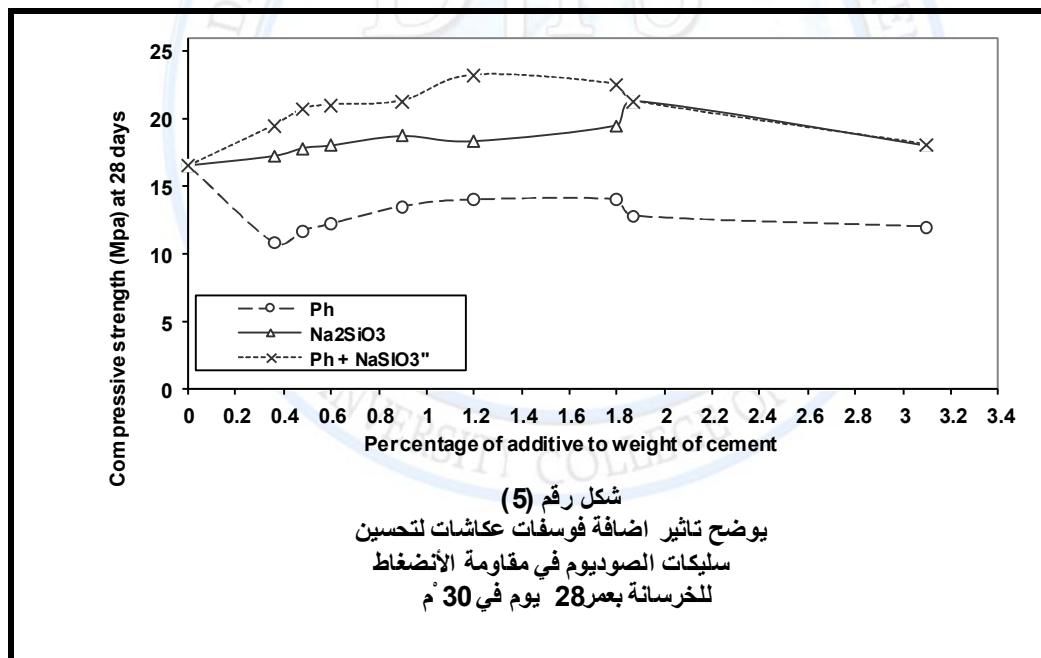 Compressive strength (Mpa) at 28 days
25
20
15
10
5
0
Ph
Na2SiO3
Ph + NaSIO3"
0 0.2 0.4 0.6 0.8 1 1.2 1.4 1.6 1.8 2 2.2 2.4 2.6 2.8 3 3.2 3.4
Percentage of additive to weight of cement
شكل رقم (5)
يوضح تاثير اضافة فوسفات عكاشات لتحسين
سليكات الصوديوم في مقاومة الأنضغاط
للخرسانة بعمر28 يوم في 30 ْم